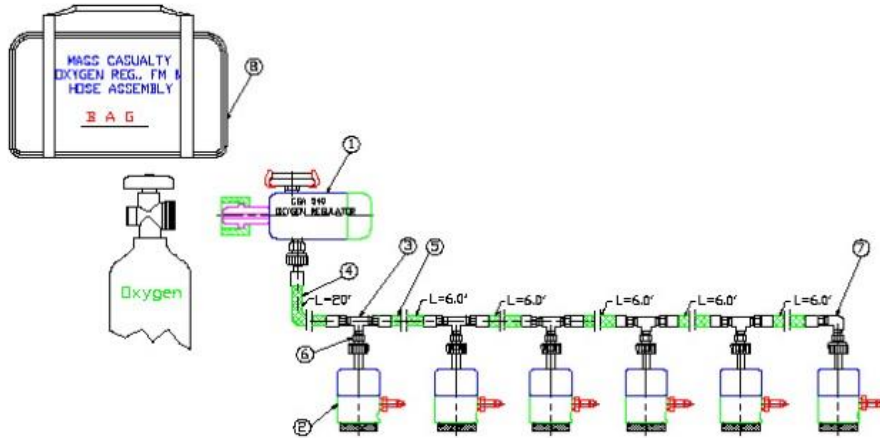 MASS CASUALTY
OXYGEN REG., FM
HOSE ASSEMBLY
B A G
8
1
CGA 540
OXYGEN REGULATOR
3
5
7
4
L=20'
L=6.0'
L=6.0'
L=6.0'
L=6.0'
L=6.0'
Oxygen
6
2